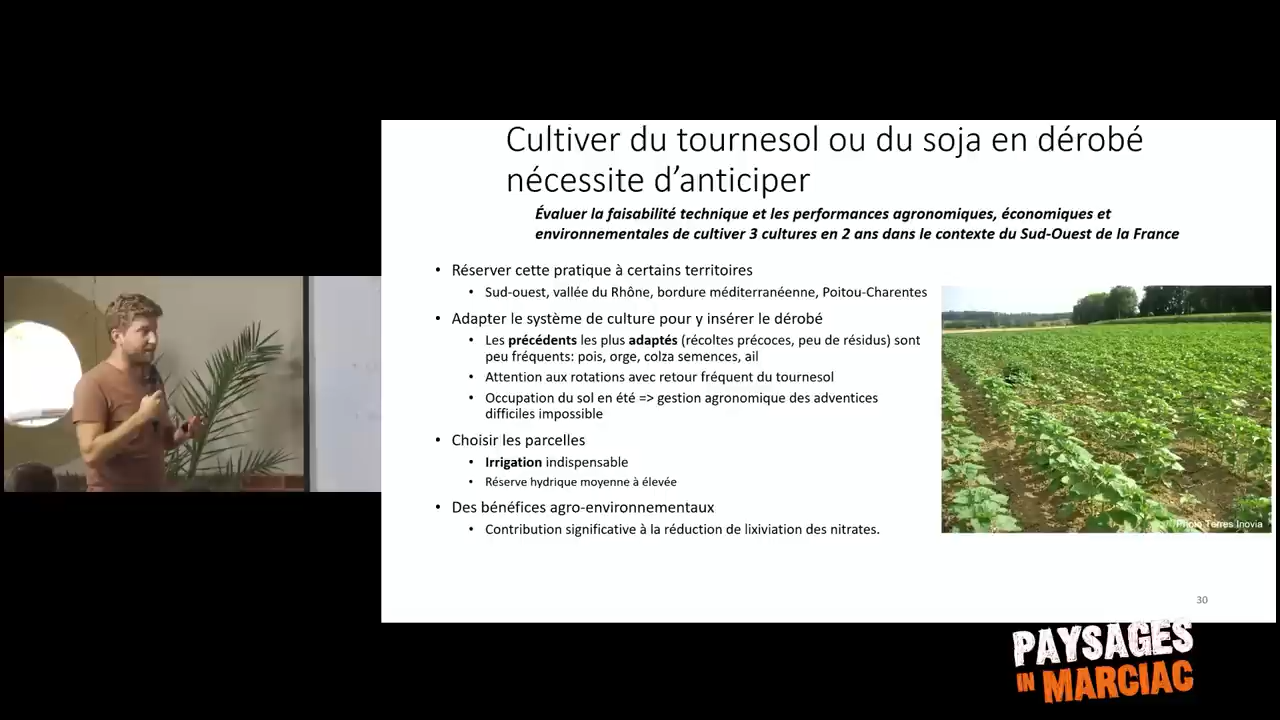 Cultiver du tournesol ou du soja en dérobé
nécessite d'anticiper
Évaluer la faisabilité technique et les performances agronomiques, économiques et
environnementales de cultiver 3 cultures en 2 ans dans le contexte du Sud-Ouest de la France
• Réserver cette pratique à certains territoires
• Sud-ouest, vallée du Rhône, bordure méditerranéenne, Poitou-Charentes
• Adapter le système de culture pour y insérer le dérobé
• Les précédents les plus adaptés (récoltes précoces, peu de résidus) sont
peu fréquents: pois, orge, colza semences, ail
• Attention aux rotations avec retour fréquent du tournesol
• Occupation du sol en été => gestion agronomique des adventices
difficiles impossible
• Choisir les parcelles
• Irrigation indispensable
• Réserve hydrique moyenne à élevée
• Des bénéfices agro-environnementaux
• Contribution significative à la réduction de lixiviation des nitrates.
Photo Terres Inovia
30
PAYSAGES
IN MARCIAC